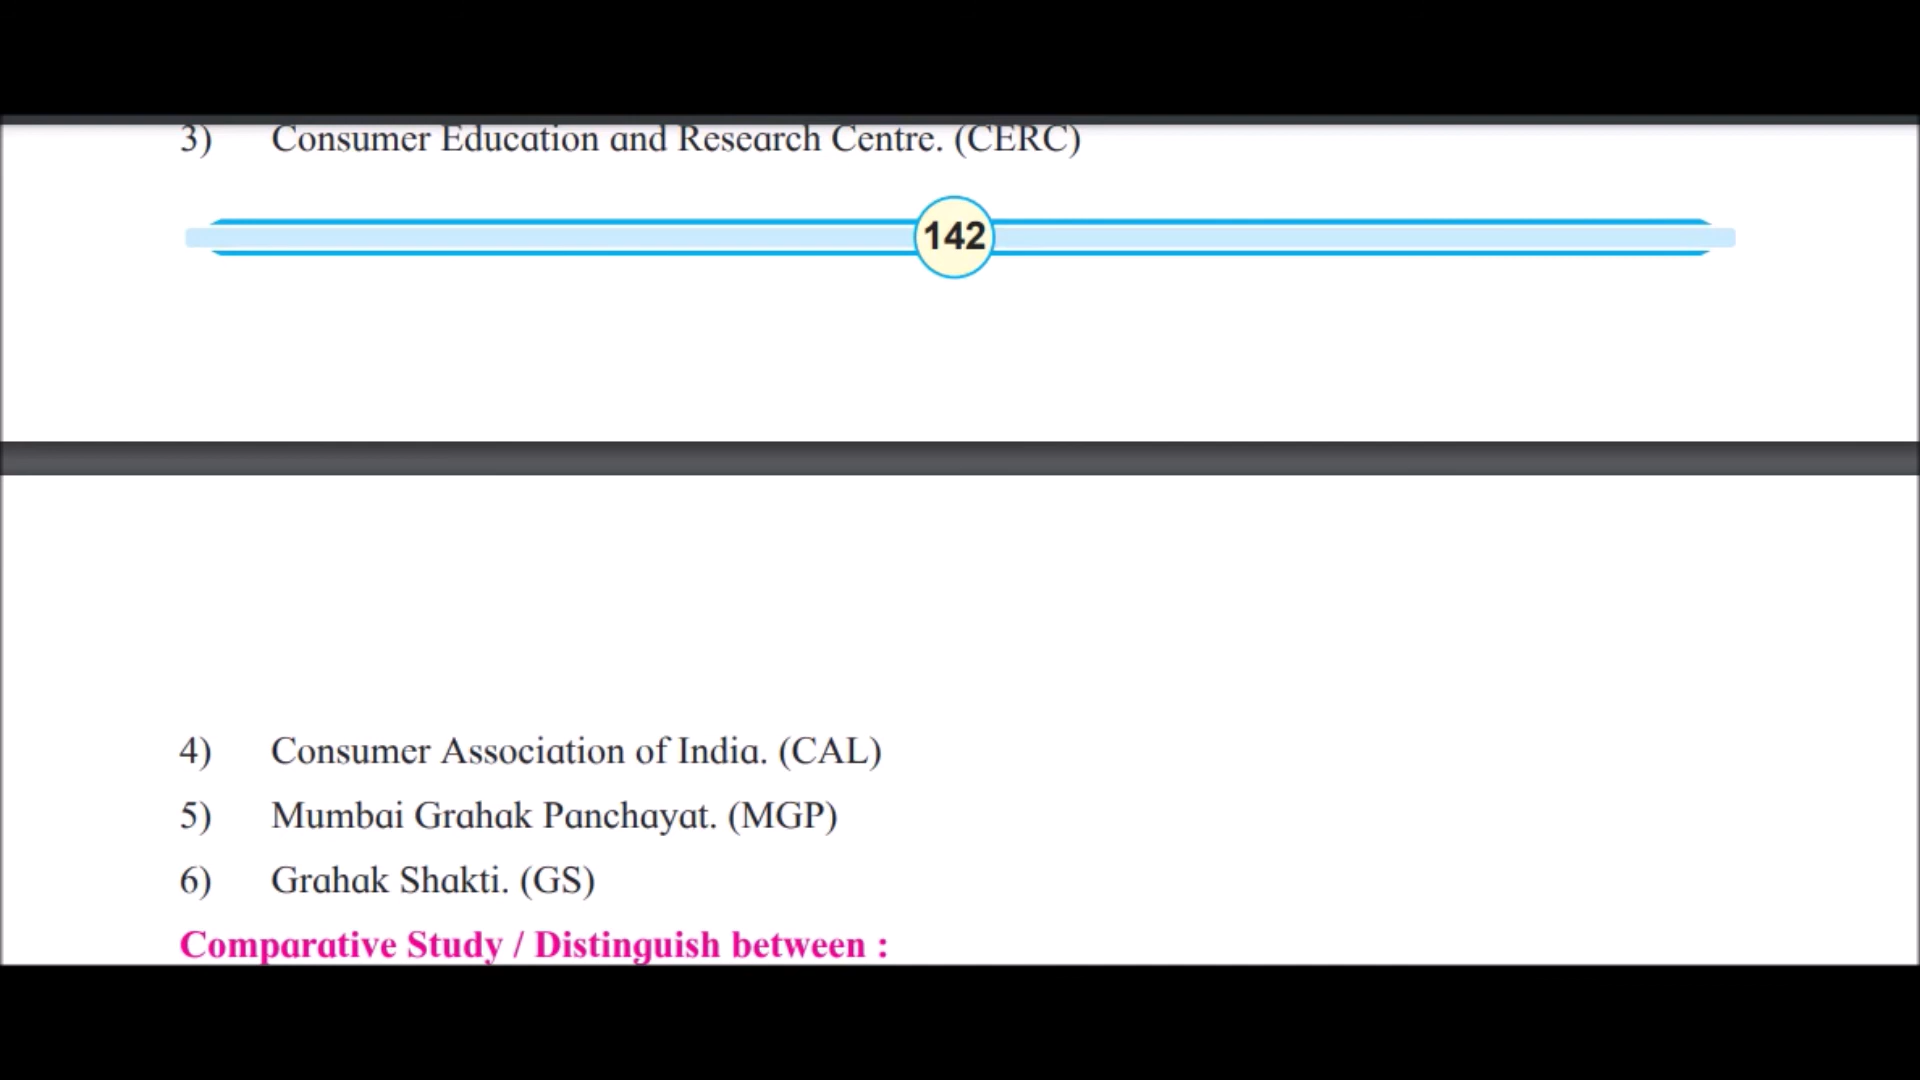 3) Consumer Education and Research Centre. (CERC)
142
4) Consumer Association of India. (CAL)
5) Mumbai Grahak Panchayat. (MGP)
6) Grahak Shakti. (GS)
Comparative Study / Distinguish between :